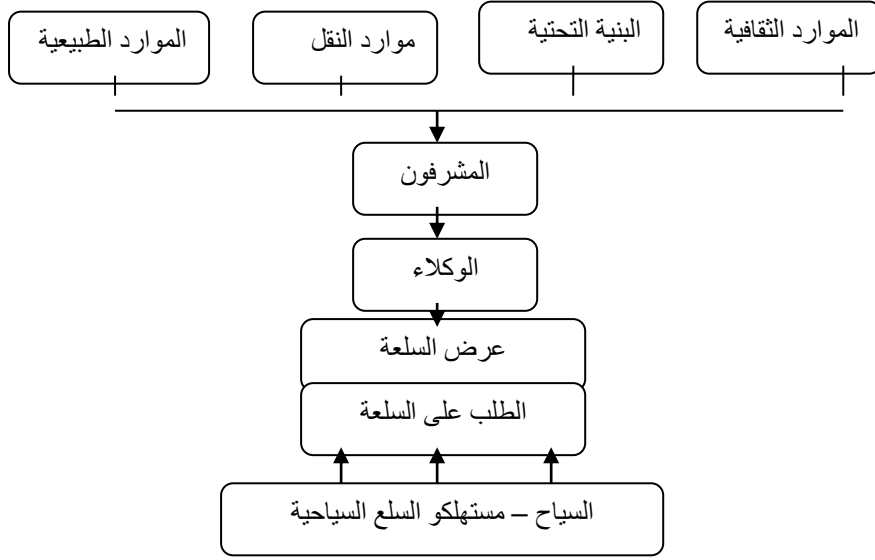 الموارد الثقافية
البنية التحتية
موارد النقل
الموارد الطبيعية
المشرفون
الوكلاء
عرض السلعة
الطلب على السلعة
السياح – مستهلكو السلع السياحية